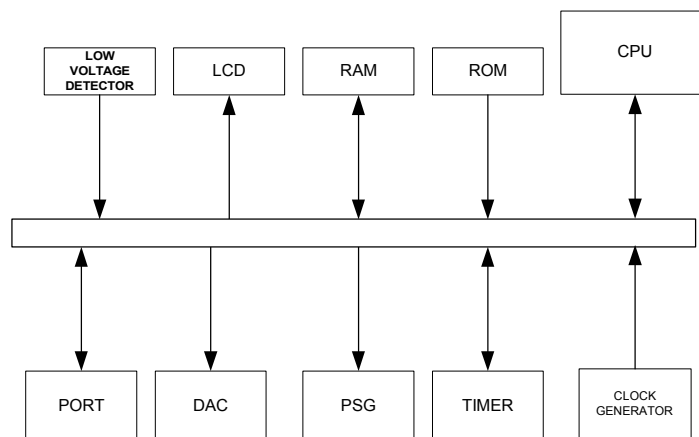 LOW
VOLTAGE
DETECTOR
LCD
RAM
ROM
CPU
PORT
DAC
PSG
TIMER
CLOCK
GENERATOR